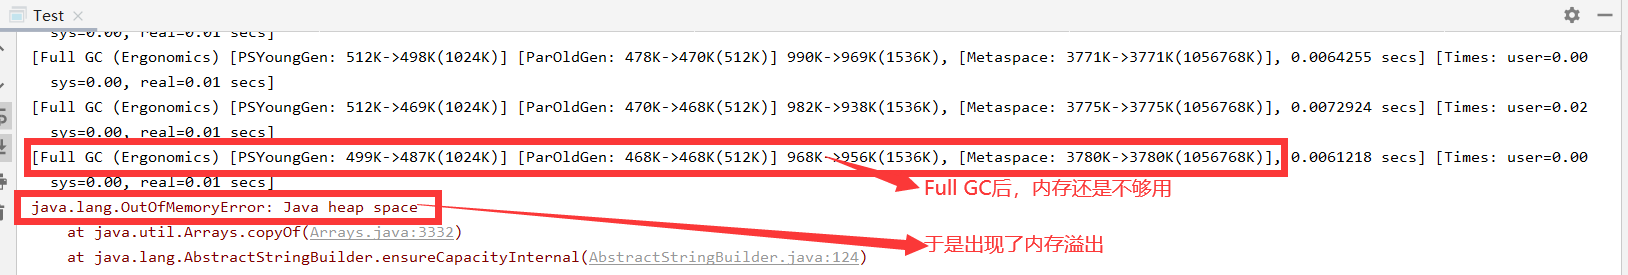 Test
sys=0.00, real=0.01 secs]
[Full GC (Ergonomics) [PSYoungGen: 512K->498K(1024K)] [ParOldGen: 478K->470K(512K)] 990K->969K(1536K), [Metaspace: 3771K->3771K(1056768K)], 0.0064255 secs] [Times: user=0.00
sys=0.00, real=0.01 secs]
[Full GC (Ergonomics) [PSYoungGen: 512K->469K(1024K)] [ParOldGen: 470K->468K(512K)] 982K->938K(1536K), [Metaspace: 3775K->3775K(1056768K)], 0.0072924 secs] [Times: user=0.02
sys=0.00, real=0.01 secs]
[Full GC (Ergonomics) [PSYoungGen: 499K->487K(1024K)] [ParOldGen: 468K->468K(512K)] 968K->956K(1536K), [Metaspace: 3780K->3780K(1056768K)], 0.0061218 secs] [Times: user=0.00
sys=0.00, real=0.01 secs]
Full GC后，内存还是不够用
java.lang.OutOfMemoryError: Java heap space
at java.util.Arrays.copyOf(Arrays.java:3332)
于是出现了内存溢出
at java.lang.AbstractStringBuilder.ensureCapacityInternal(AbstractStringBuilder.java:124)